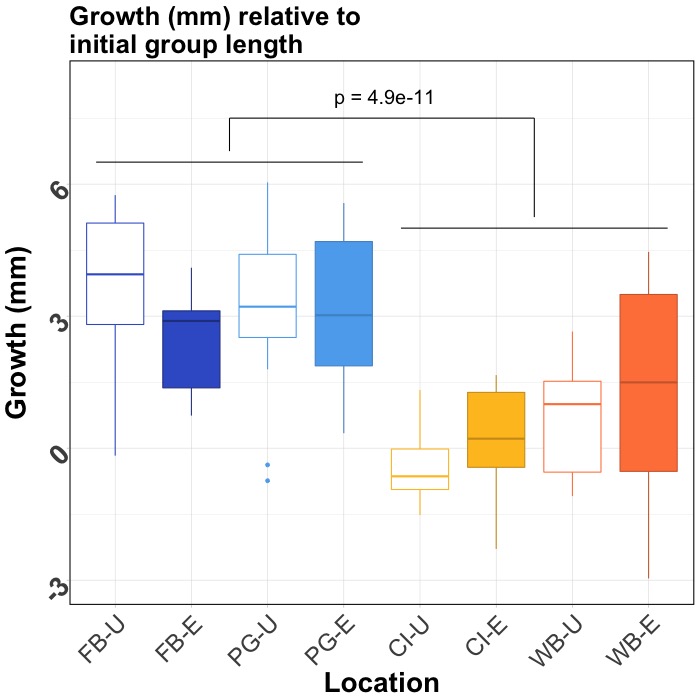 Growth (mm) relative to
initial group length
p = 4.9e-11
Growth (mm)
6
3
0
-3
FB-U
FB-E
PG-U
PG-E
CI-U
CI-E
WB-U
WB-E
Location